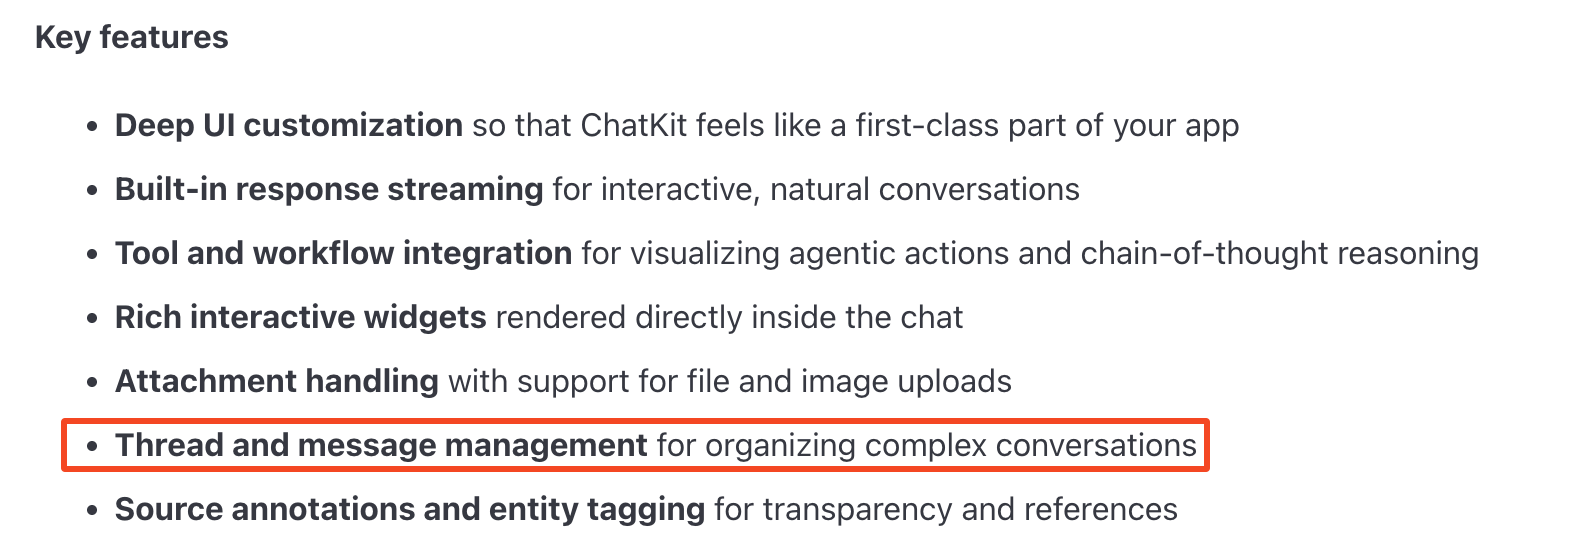 Key features
• Deep UI customization so that ChatKit feels like a first-class part of your app
• Built-in response streaming for interactive, natural conversations
• Tool and workflow integration for visualizing agentic actions and chain-of-thought reasoning
• Rich interactive widgets rendered directly inside the chat
• Attachment handling with support for file and image uploads
• Thread and message management for organizing complex conversations
• Source annotations and entity tagging for transparency and references